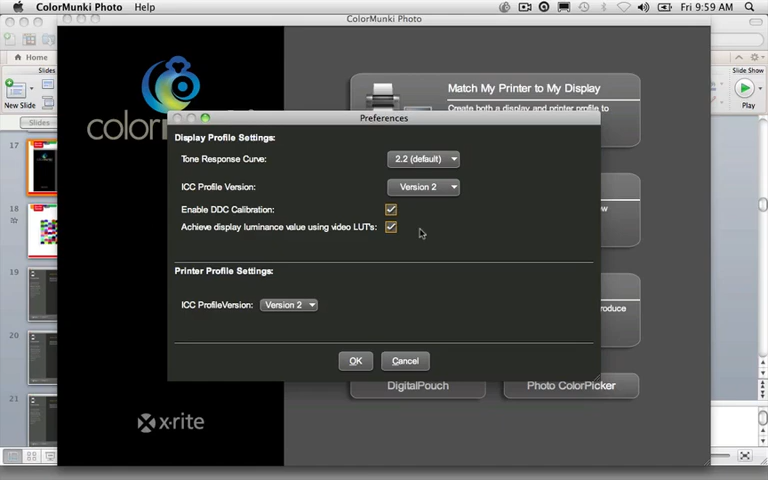 ColorMunki Photo Help Fri 9:59 AM
ColorMunki Photo
Home
Slides
Slide Show
New Slide
Play
Slides
Match My Printer to My Display
Create both a display and printer profile to
color
Preferences
Display Profile Settings:
Tone Response Curve: 2.2 (default)
ICC Profile Version: Version 2
Enable DDC Calibration:
Achieve display luminance value using video LUT's:
Printer Profile Settings:
ICC ProfileVersion: Version 2
OK Cancel
DigitalPouch Photo ColorPicker
x·rite
17
18
19
20
21